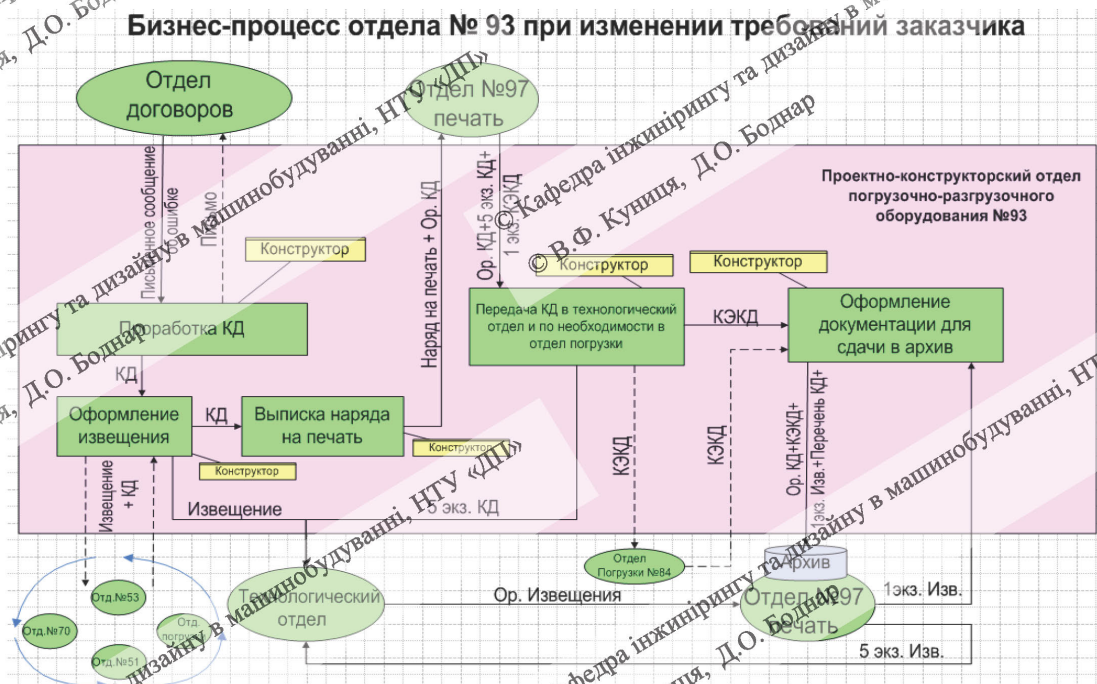 Бизнес-процесс отдела № 93 при изменении требований заказчика
Отдел
договоров
Отдел №97
печать
Проектно-конструкторский отдел
погрузочно-разгрузочного
оборудования №93
Письменное сообщение
об ошибке
Письмо
Наряд на печать + Ор. КД
Ор. КД+5 экз. КД+
1 экз. КЭКД
Конструктор
Проработка КД
КД
Оформление
извещения
КД
Выписка наряда
на печать
Конструктор
Конструктор
Конструктор
Передача КД в технологический
отдел и по необходимости в
отдел погрузки
КЭКД
Конструктор
Оформление
документации для
сдачи в архив
Извещение
+ КД
Извещение
5 экз. КД
КЭКД
КЭКД
Ор. КД+КЭКД+
1экз. Изв.+Перечень КД+
Отд.№53
Отд.№70
Отд.
погрузки
Отд.№51
Технологический
отдел
Отдел
Погрузки №84
Ор. Извещения
Архив
Отдел №97
печать
1экз. Изв.
5 экз. Изв.
© Кафедра інжинірингу та дизайну в машинобудуванні, НТУ «ДП»
© В.Ф. Куниця, Д.О. Боднар